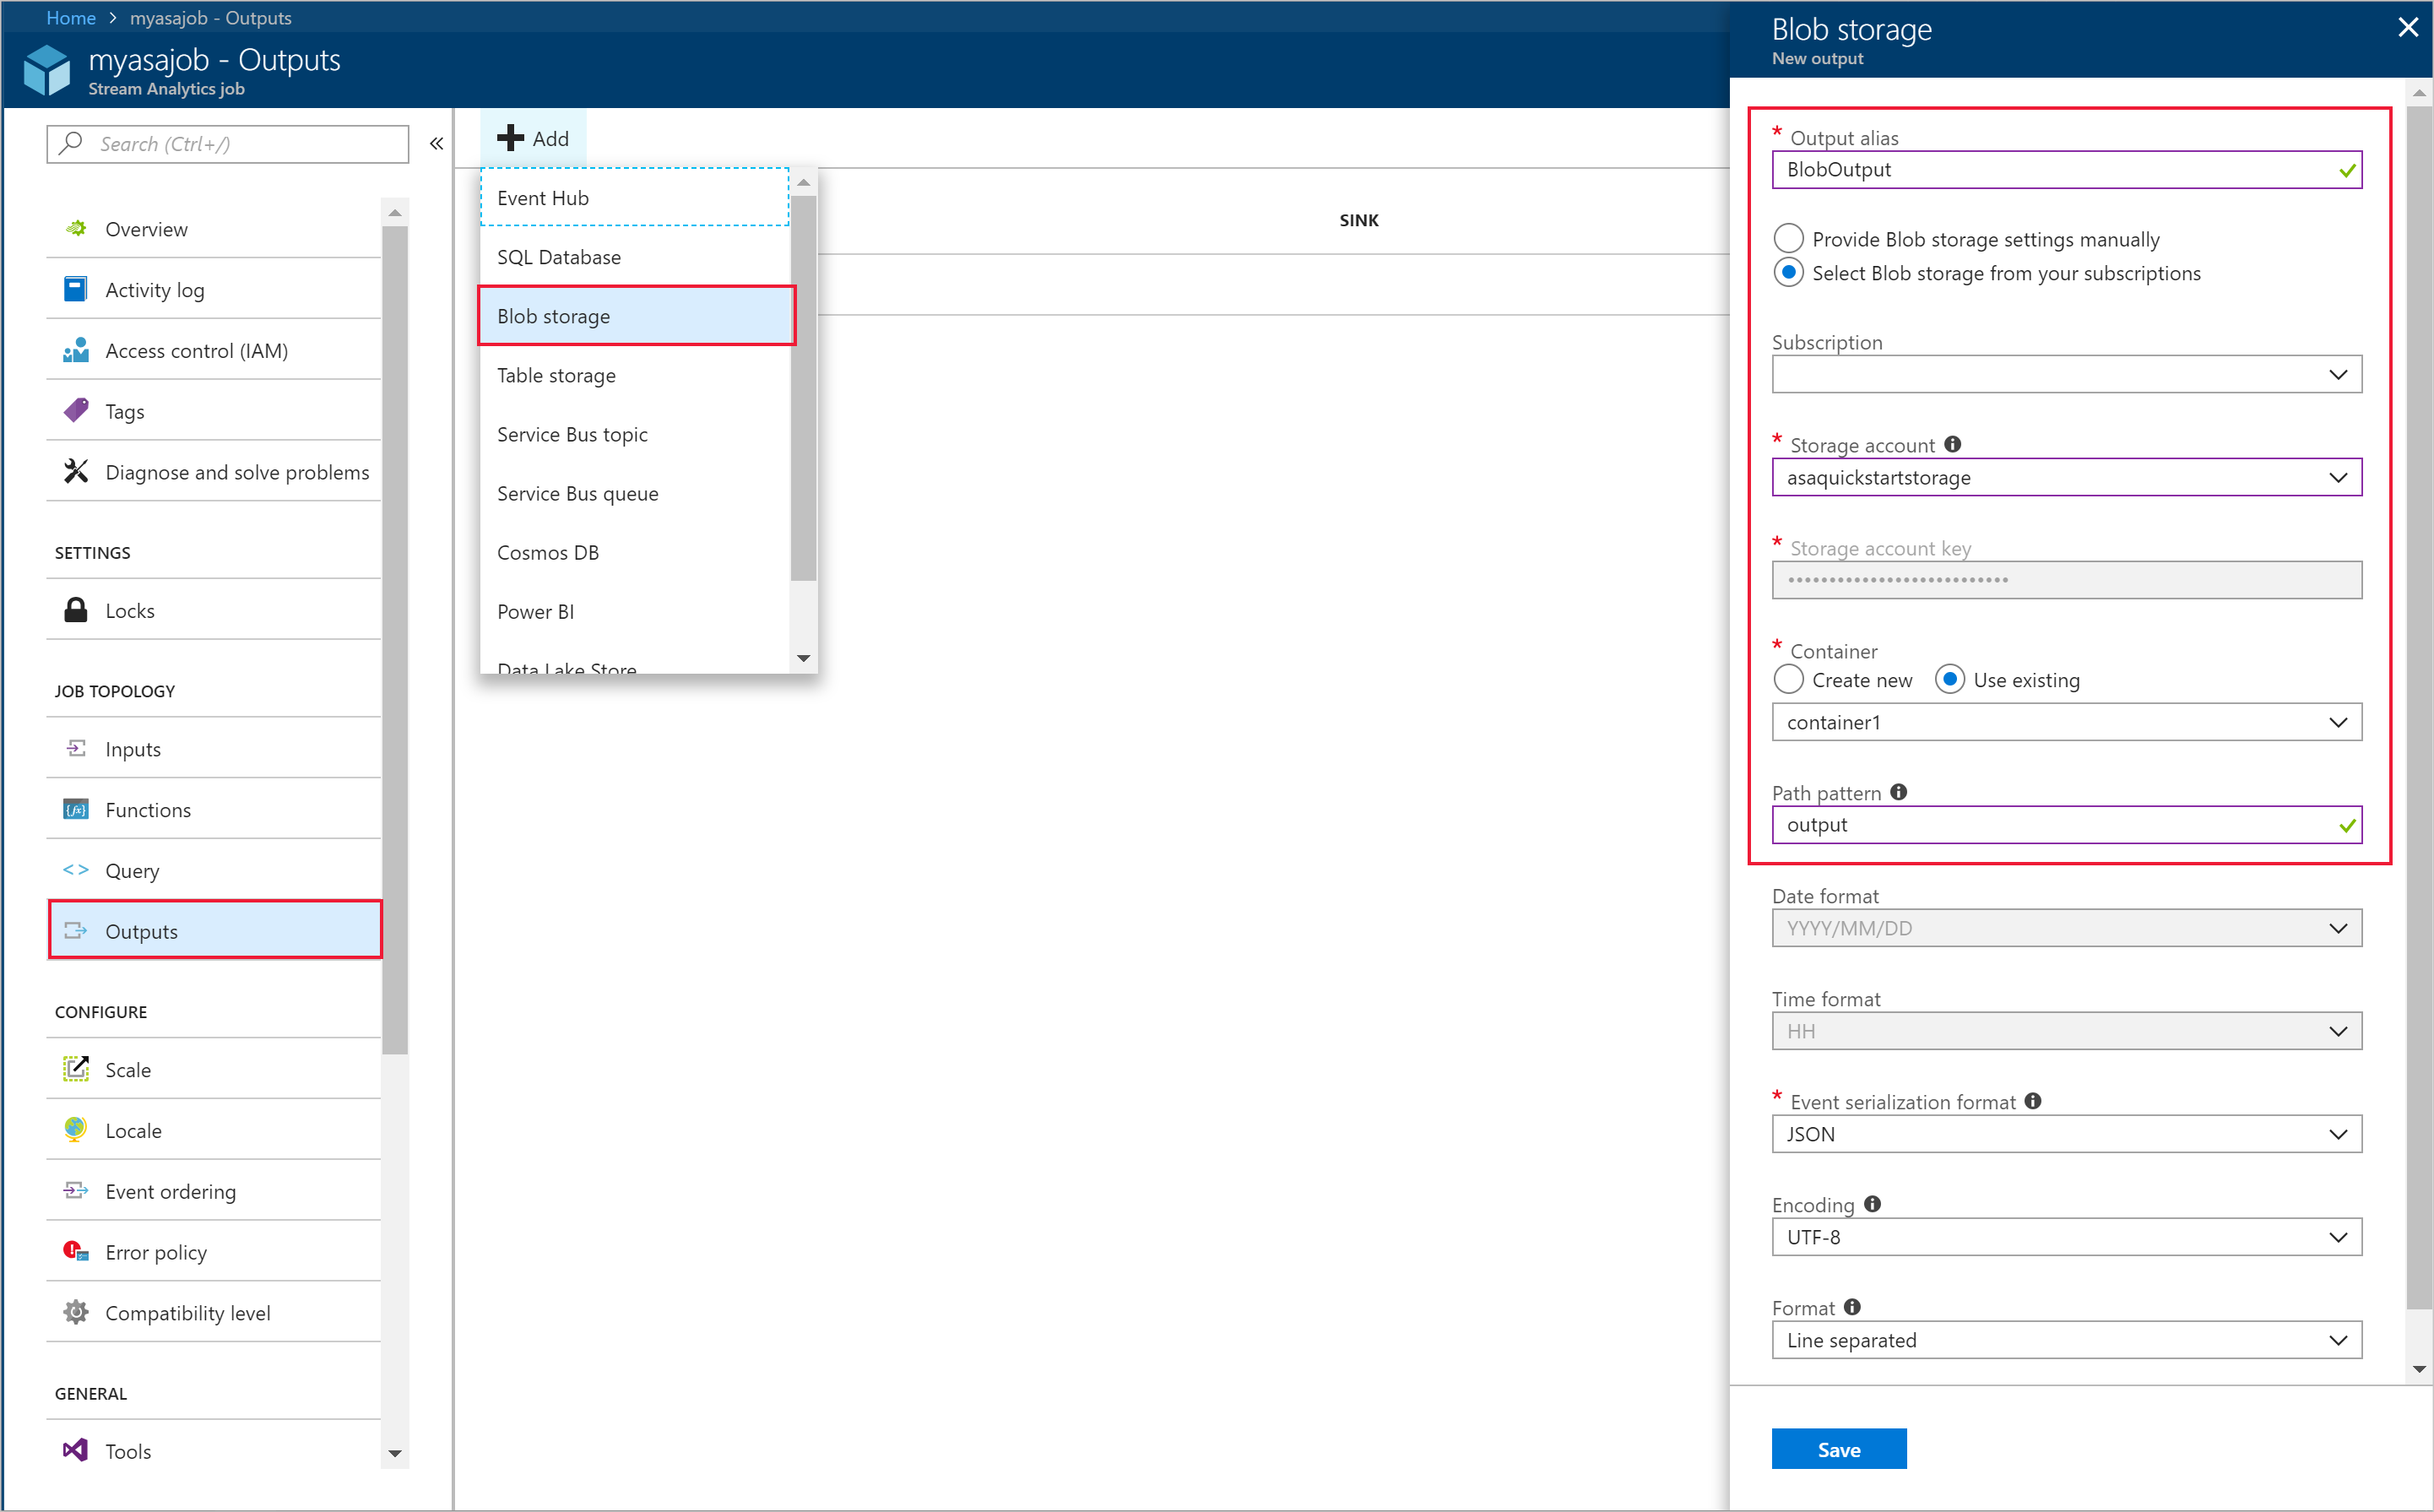 Home > myasajob - Outputs
myasajob - Outputs
Stream Analytics job
Search (Ctrl+/)
«
Overview
Activity log
Access control (IAM)
Tags
Diagnose and solve problems
SETTINGS
Locks
JOB TOPOLOGY
Inputs
Functions
Query
Outputs
CONFIGURE
Scale
Locale
Event ordering
Error policy
Compatibility level
GENERAL
Tools
Add
Event Hub
SQL Database
Blob storage
Table storage
Service Bus topic
Service Bus queue
Cosmos DB
Power BI
Data Lake Store
SINK
Blob storage
New output
* Output alias
BlobOutput
Provide Blob storage settings manually
Select Blob storage from your subscriptions
Subscription
* Storage account
asaquickstartstorage
* Storage account key
•••••••••••••••••••••••••••
* Container
Create new Use existing
container1
Path pattern
output
Date format
YYYY/MM/DD
Time format
HH
* Event serialization format
JSON
Encoding
UTF-8
Format
Line separated
Save